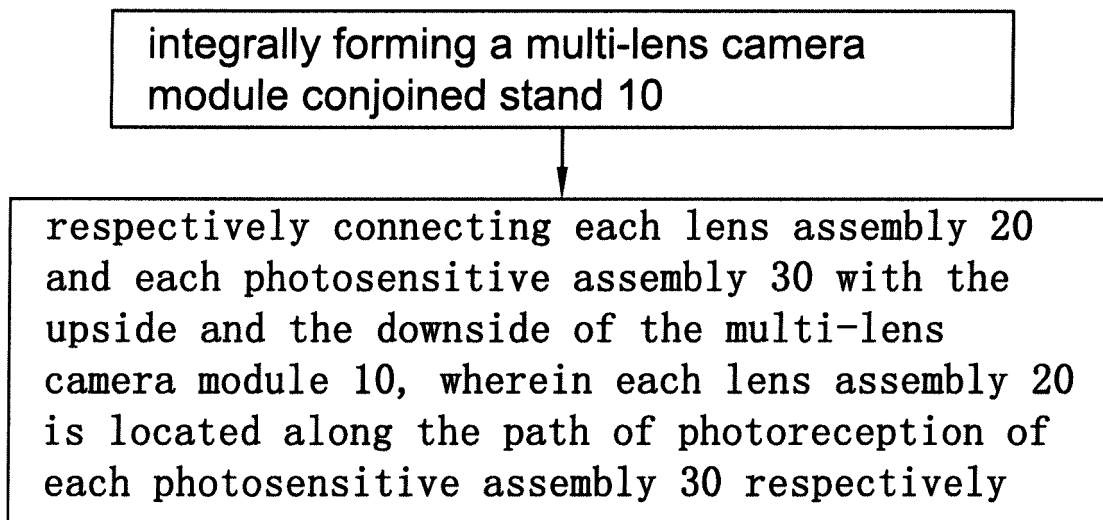 integrally forming a multi-lens camera
module conjoined stand 10
respectively connecting each lens assembly 20
and each photosensitive assembly 30 with the
upside and the downside of the multi-lens
camera module 10, wherein each lens assembly 20
is located along the path of photoreception of
each photosensitive assembly 30 respectively